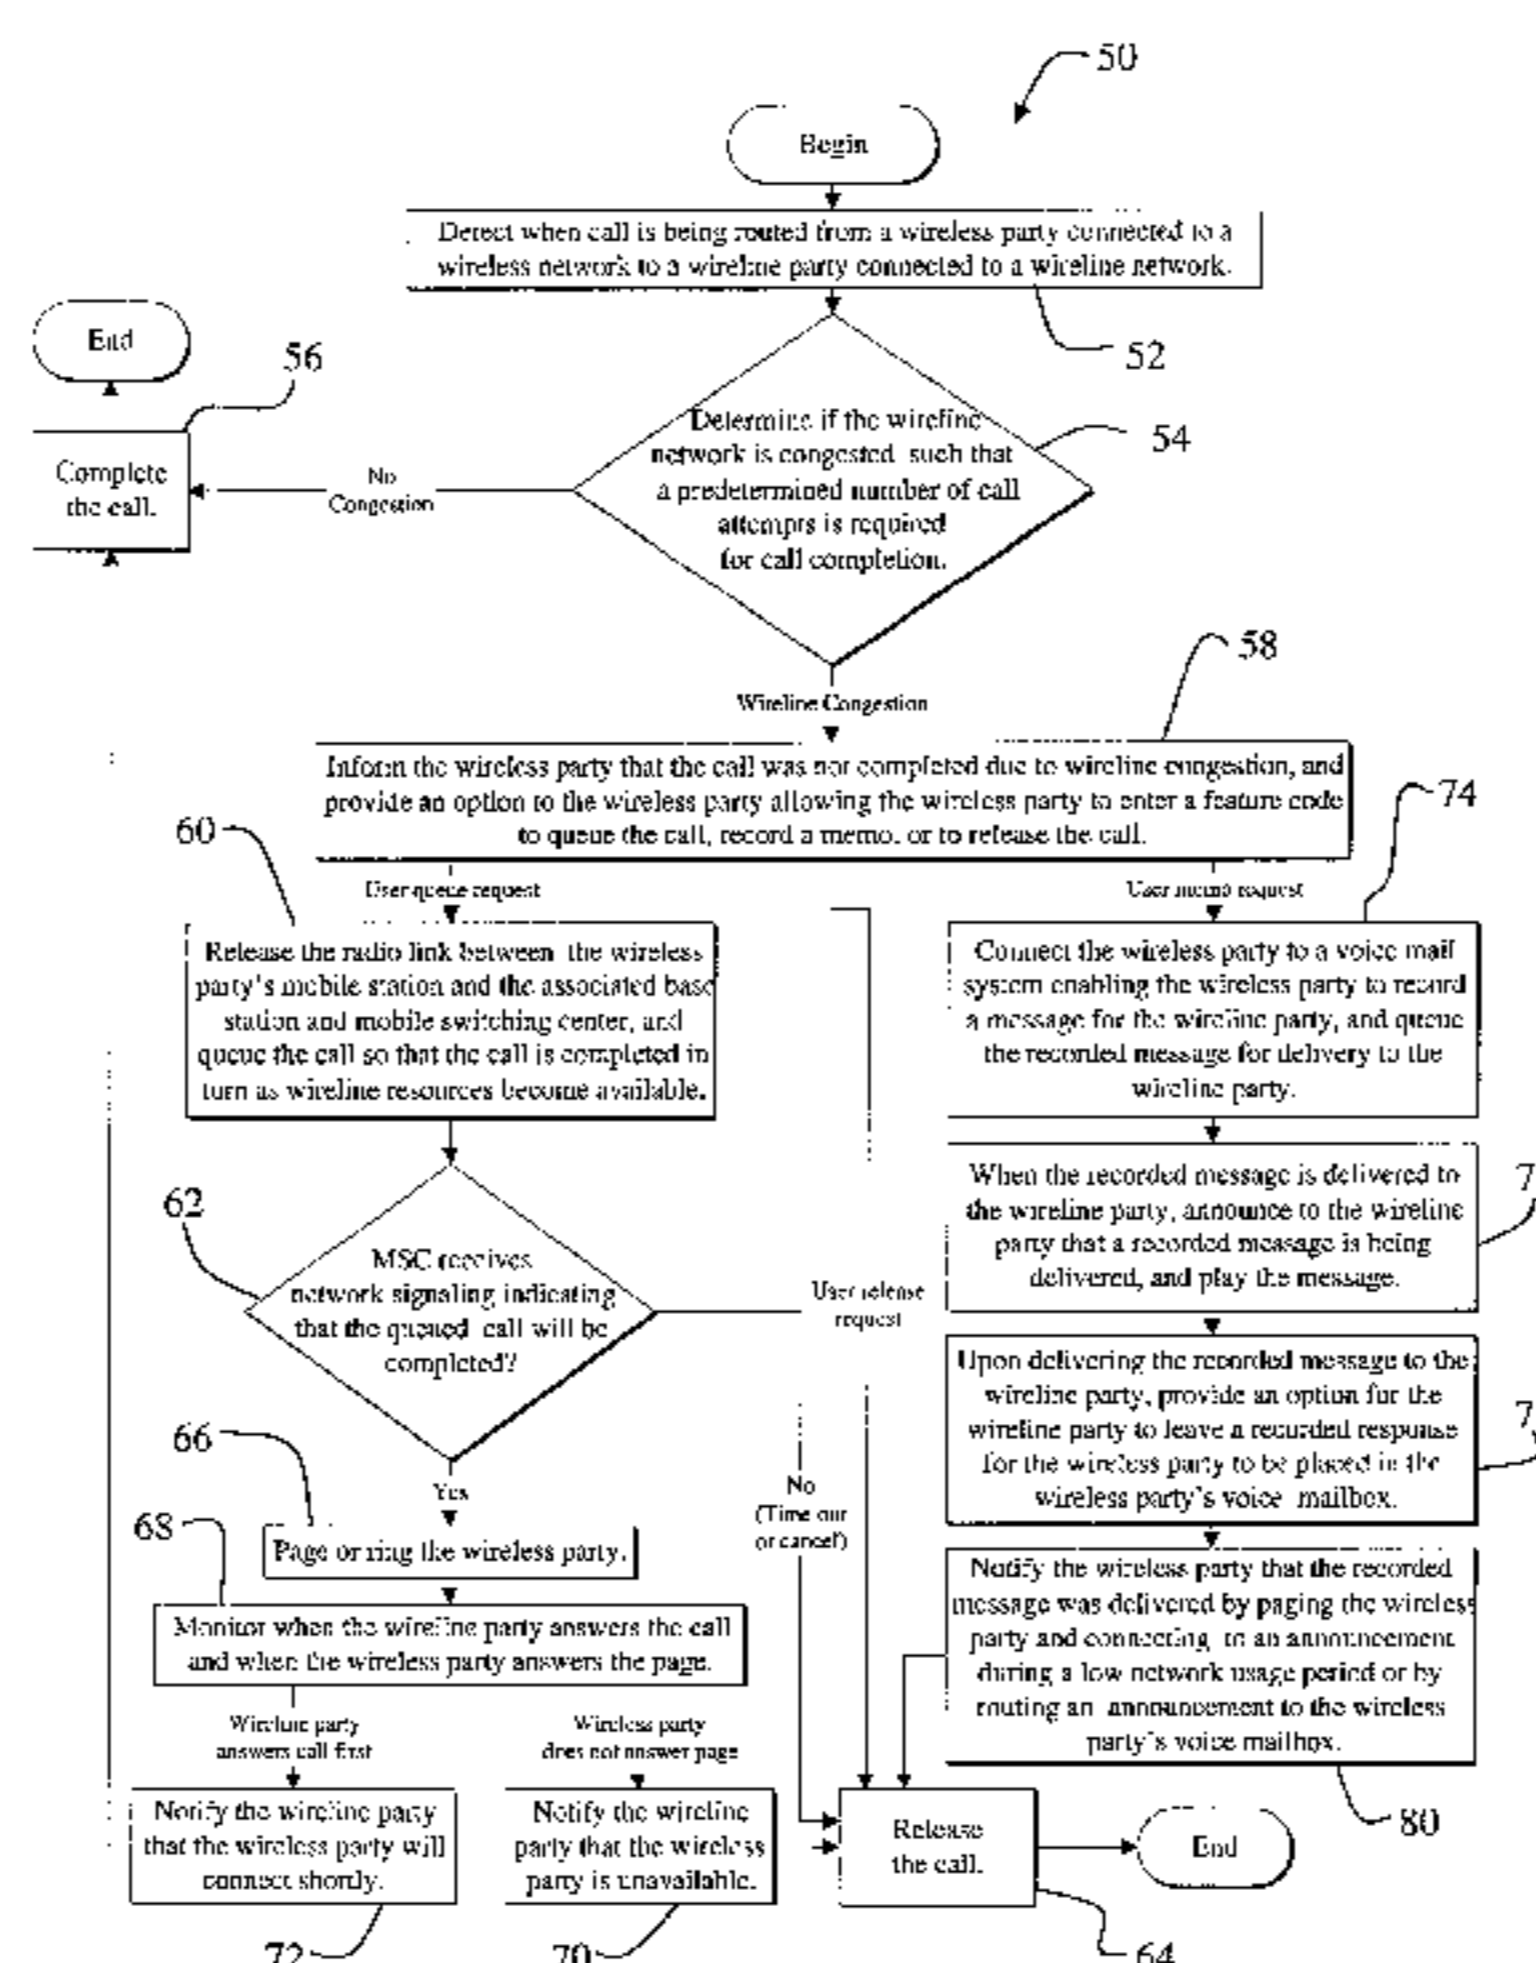 50
Begin
Detect when call is being routed from a wireless party connected to a
wireless network to a wireline party connected to a wireline network.
52
End
56
Complete
the call.
No
Congestion
Determine if the wireline
network is congested such that
a predetermined number of call
attempts is required
for call completion.
54
Wireline Congestion
58
Inform the wireless party that the call was not completed due to wireline congestion, and
provide an option to the wireless party allowing the wireless party to enter a feature code
to queue the call, record a memo, or to release the call.
60
74
User queue request
User memo request
Release the radio link between the wireless
party's mobile station and the associated base
station and mobile switching center, and
queue the call so that the call is completed in
turn as wireline resources become available.
Connect the wireless party to a voice mail
system enabling the wireless party to record
a message for the wireline party, and queue
the recorded message for delivery to the
wireline party.
62
MSC receives
network signaling indicating
that the queued call will be
completed?
User release
request
When the recorded message is delivered to
the wireline party, announce to the wireline
party that a recorded message is being
delivered, and play the message.
7
Upon delivering the recorded message to the
wireline party, provide an option for the
wireline party to leave a recorded response
for the wireless party to be placed in the
wireless party's voice mailbox.
7
66
Yes
No
(Time out
or cancel)
68
Page or ring the wireless party.
Monitor when the wireline party answers the call
and when the wireless party answers the page.
Notify the wireless party that the recorded
message was delivered by paging the wireless
party and connecting to an announcement
during a low network usage period or by
routing an announcement to the wireless
party's voice mailbox.
80
Wireline party
answers call first
Wireless party
does not answer page
Notify the wireline party
that the wireless party will
connect shortly.
Notify the wireline
party that the wireless
party is unavailable.
Release
the call.
End
72
70
64